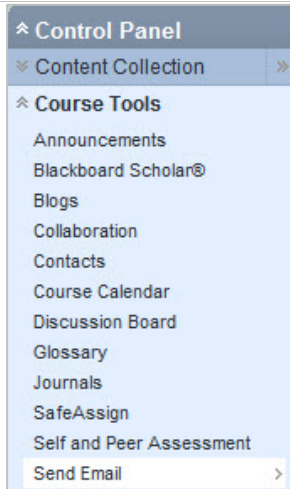 Control Panel
Content Collection
Course Tools
Announcements
Blackboard Scholar®
Blogs
Collaboration
Contacts
Course Calendar
Discussion Board
Glossary
Journals
SafeAssign
Self and Peer Assessment
Send Email